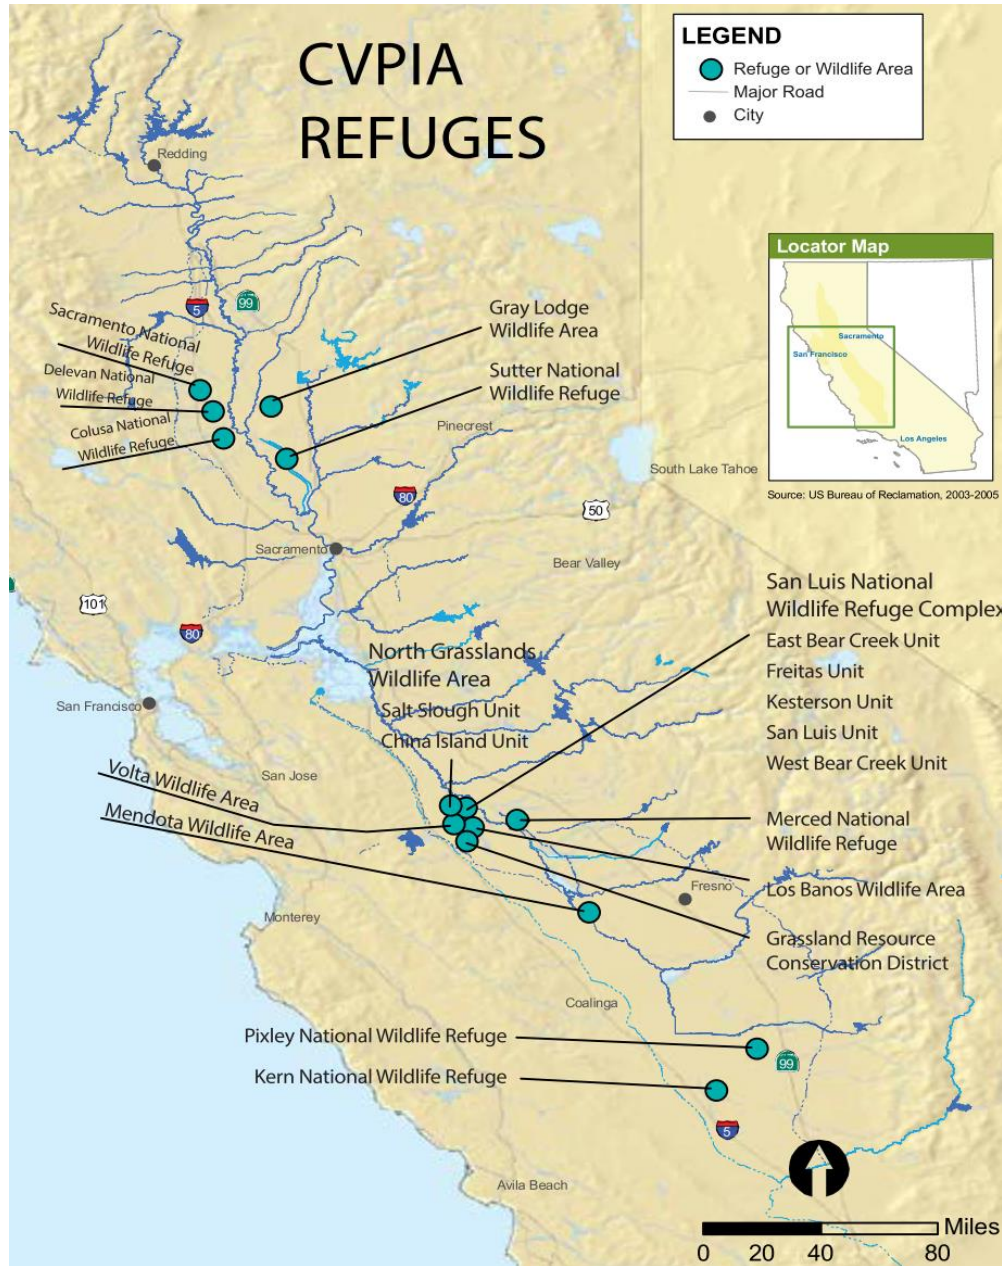 CVPIA
REFUGES
LEGEND
Refuge or Wildlife Area
Major Road
City
Redding
Locator Map
Sacramento
San Francisco
Los Angeles
Source: US Bureau of Reclamation, 2003-2005
5
99
Sacramento National
Wildlife Refuge
Delevan National
Wildlife Refuge
Colusa National
Wildlife Refuge
Gray Lodge
Wildlife Area
Sutter National
Wildlife Refuge
Pinecrest
South Lake Tahoe
80
50
Sacramento
Bear Valley
101
80
San Francisco
San Jose
North Grasslands
Wildlife Area
Salt Slough Unit
China Island Unit
San Luis National
Wildlife Refuge Complex
East Bear Creek Unit
Freitas Unit
Kesterson Unit
San Luis Unit
West Bear Creek Unit
Volta Wildlife Area
Mendota Wildlife Area
Merced National
Wildlife Refuge
Fresno
Los Banos Wildlife Area
Monterey
Grassland Resource
Conservation District
Coalinga
Pixley National Wildlife Refuge
99
Kern National Wildlife Refuge
5
Avila Beach
Miles
0 20 40 80